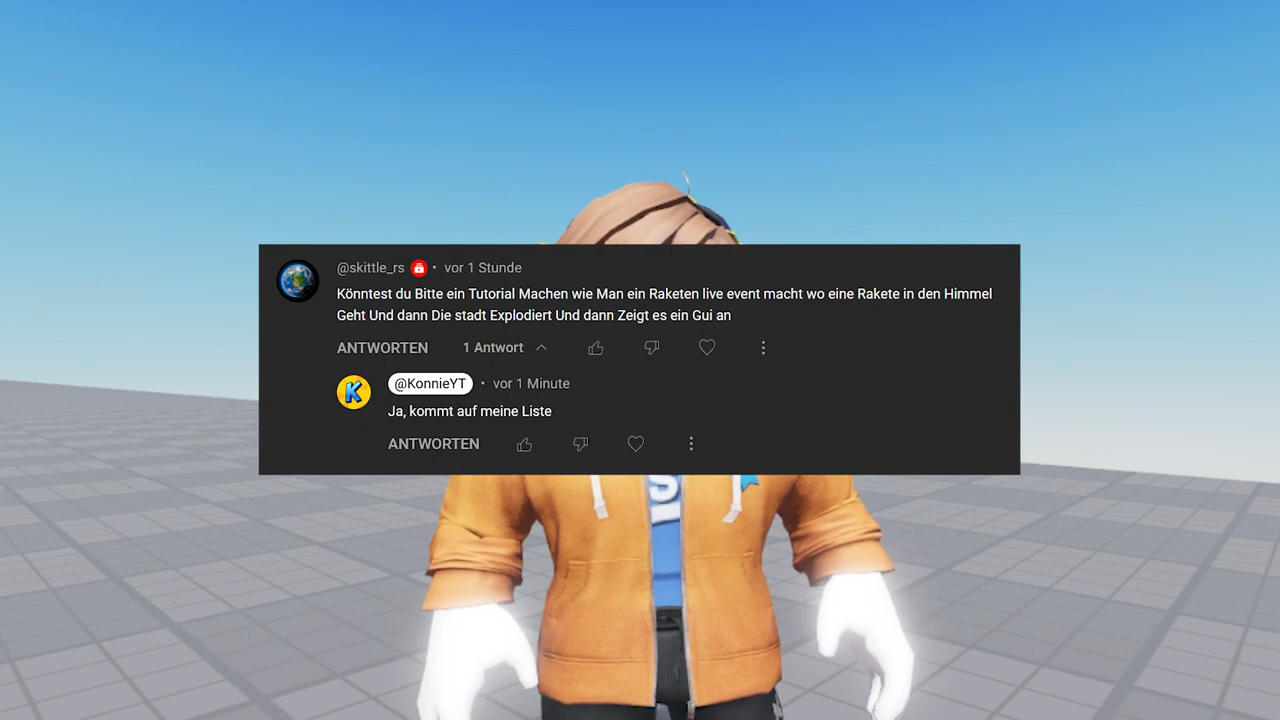 @skittle_rs • vor 1 Stunde
Könntest du Bitte ein Tutorial Machen wie Man ein Raketen live event macht wo eine Rakete in den Himmel
Geht Und dann Die stadt Explodiert Und dann Zeigt es ein Gui an
ANTWORTEN 1 Antwort
K
@KonnieYT • vor 1 Minute
Ja, kommt auf meine Liste
ANTWORTEN
S